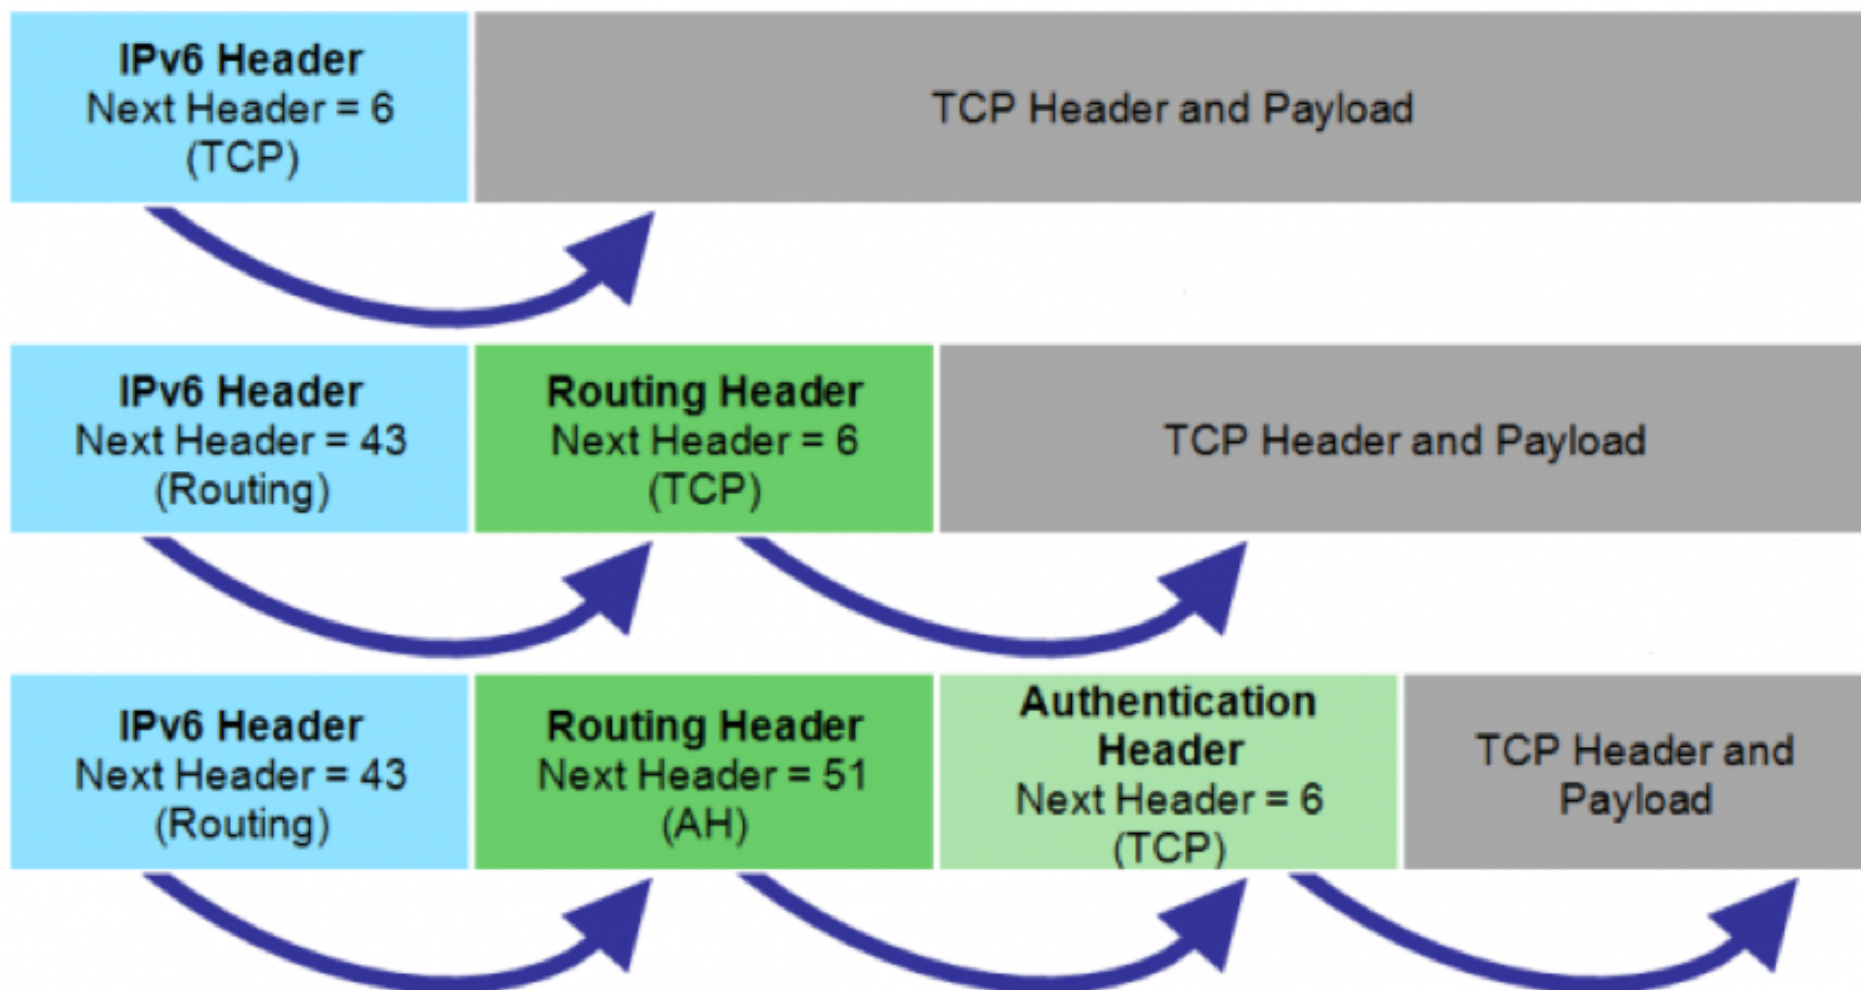 IPv6 Header
Next Header = 6
(TCP)
TCP Header and Payload
IPv6 Header
Next Header = 43
(Routing)
Routing Header
Next Header = 6
(TCP)
TCP Header and Payload
IPv6 Header
Next Header = 43
(Routing)
Routing Header
Next Header = 51
(AH)
Authentication
Header
Next Header = 6
(TCP)
TCP Header and
Payload